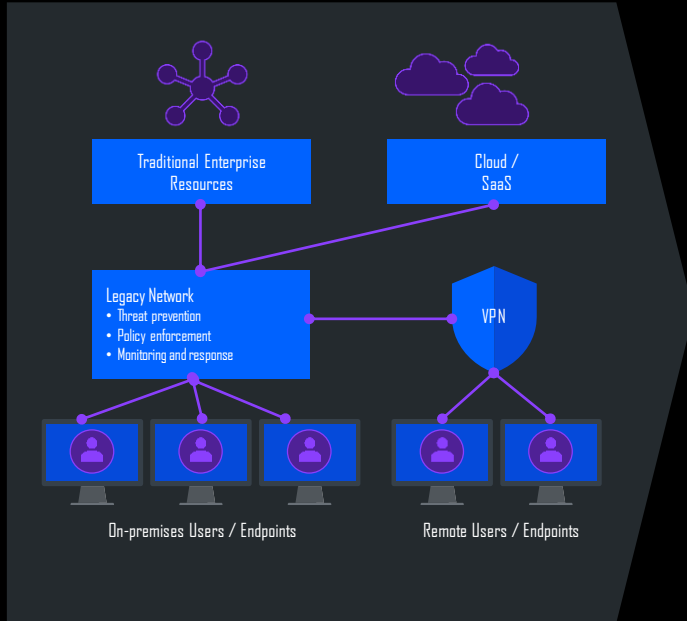 Traditional Enterprise
Resources
Cloud /
SaaS
Legacy Network
• Threat prevention
• Policy enforcement
• Monitoring and response
VPN
On-premises Users / Endpoints
Remote Users / Endpoints